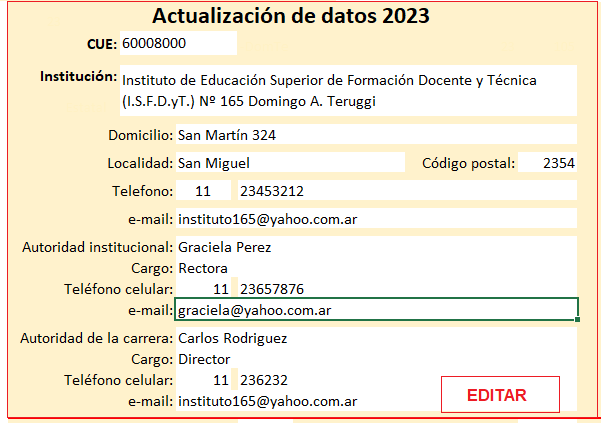 Actualización de datos 2023
CUE: 60008000
Institución: Instituto de Educación Superior de Formación Docente y Técnica
(I.S.F.D.yT.) Nº 165 Domingo A. Teruggi
Domicilio: San Martín 324
Localidad: San Miguel Código postal: 2354
Telefono: 11 23453212
e-mail: instituto165@yahoo.com.ar
Autoridad institucional: Graciela Perez
Cargo: Rectora
Teléfono celular: 11 23657876
e-mail: graciela@yahoo.com.ar
Autoridad de la carrera: Carlos Rodriguez
Cargo: Director
Teléfono celular: 11 236232
e-mail: instituto165@yahoo.com.ar
EDITAR